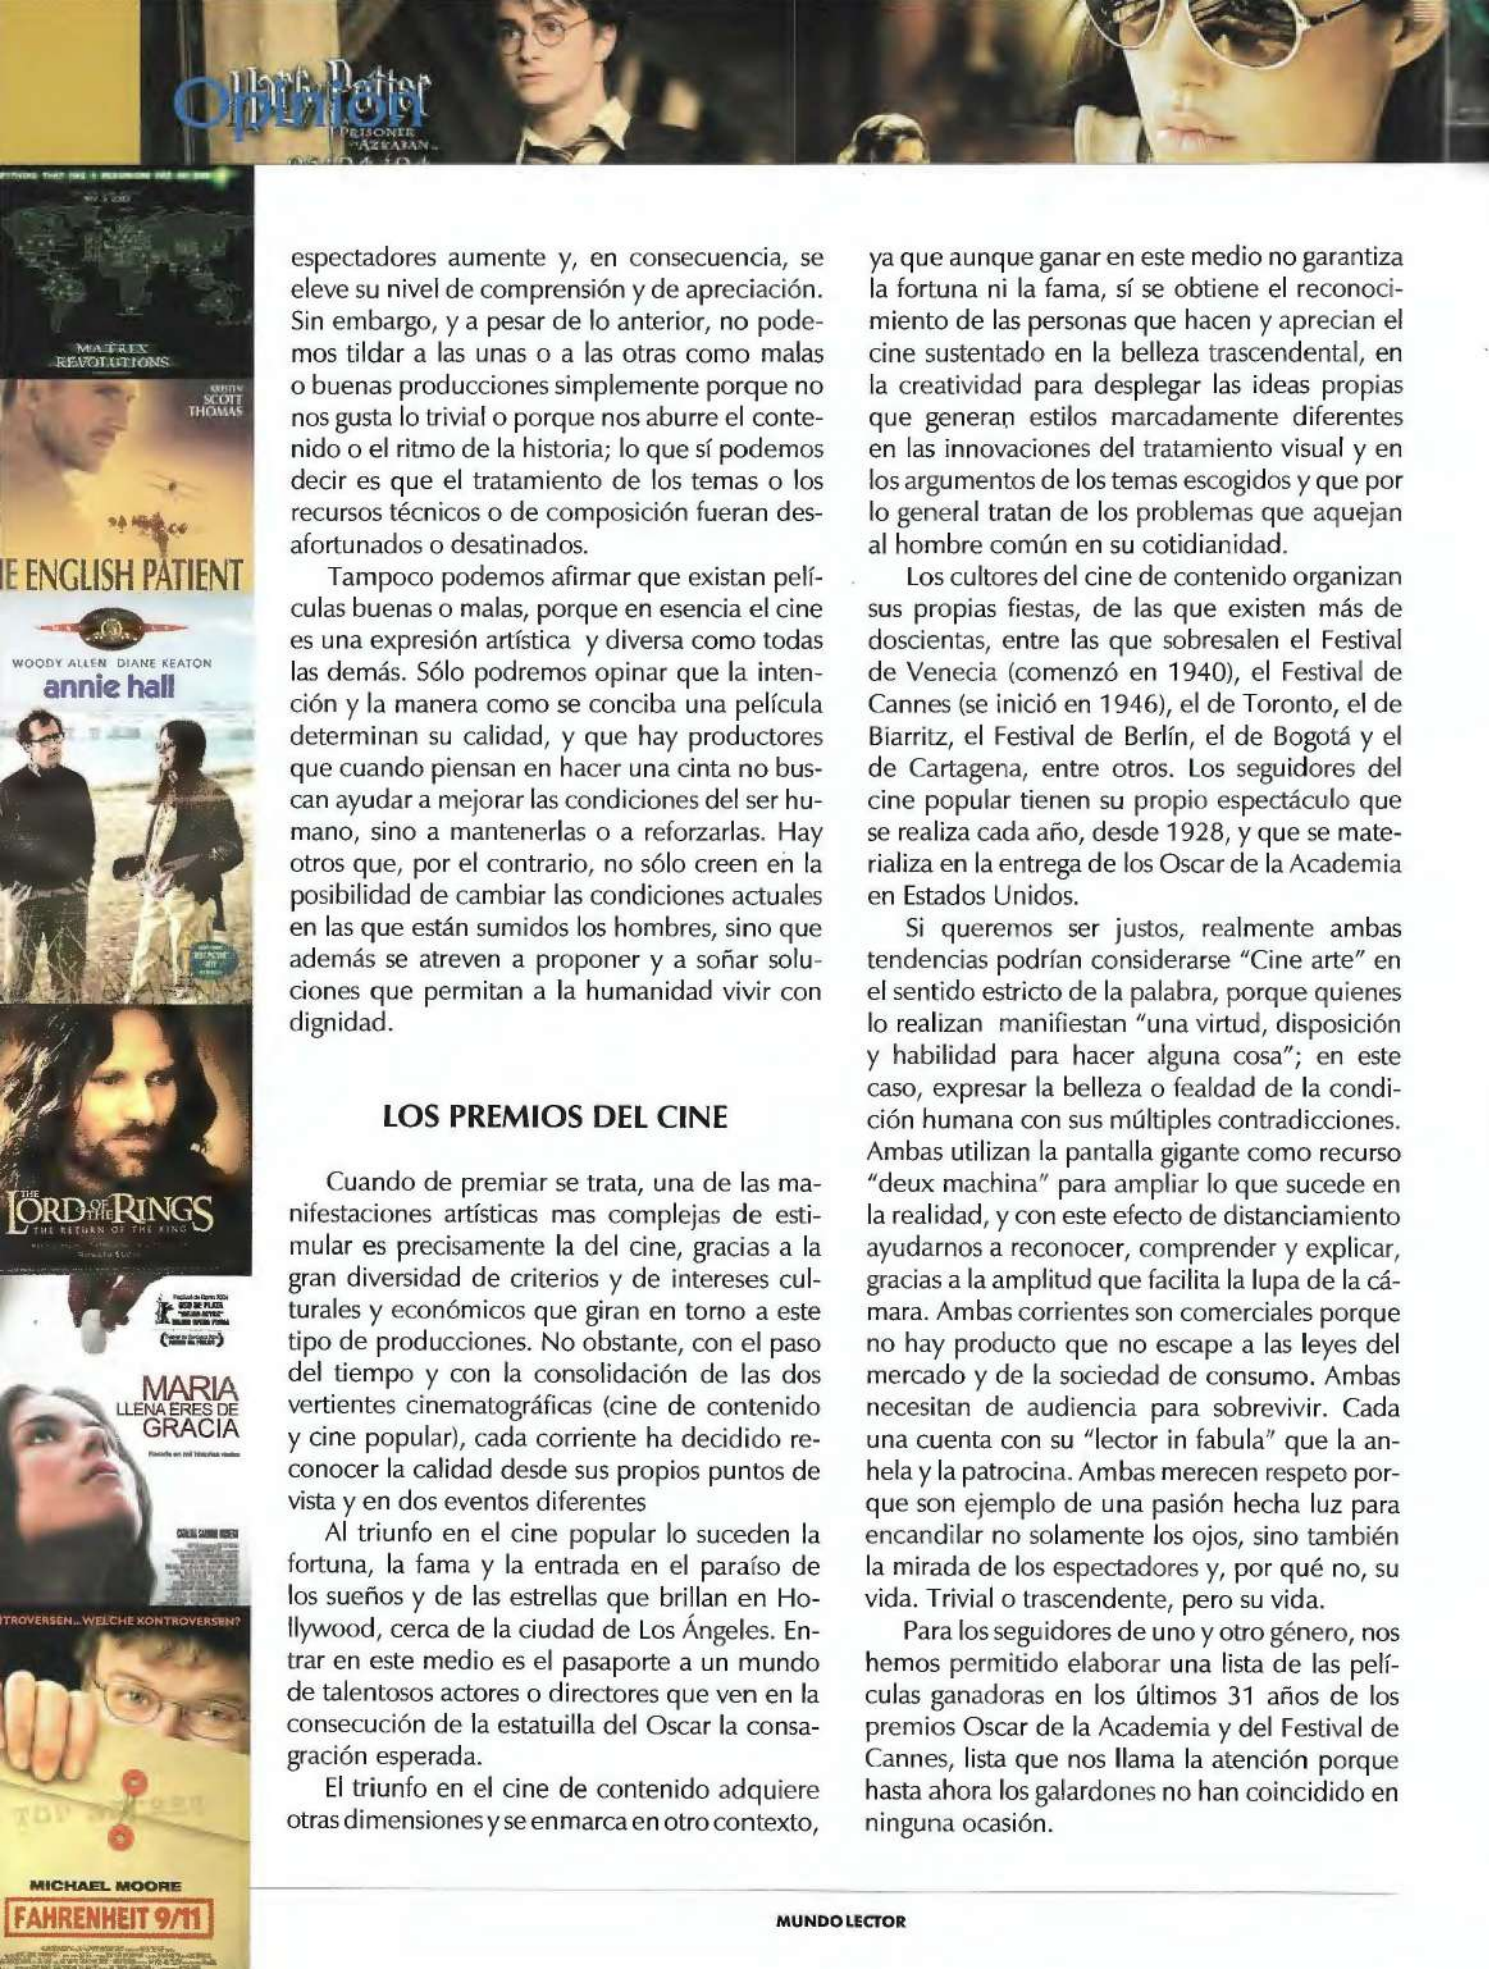 Harry Potter
Opinión
PRISONER
AZKABAN
MATRIX
REVOLUTIONS
KRISTIN
SCOTT
THOMAS
E ENGLISH PATIENT
WOODY ALLEN DIANE KEATON
annie hall
THE
LORD OF THE RINGS
THE RETURN OF THE KING
MARIA
LLENA ERES DE
GRACIA
TROVERSEN...WELCHE KONTROVERSEN?
MICHAEL MOORE
FAHRENHEIT 9/11
espectadores aumente y, en consecuencia, se
eleve su nivel de comprensión y de apreciación.
Sin embargo, y a pesar de lo anterior, no pode-
mos tildar a las unas o a las otras como malas
o buenas producciones simplemente porque no
nos gusta lo trivial o porque nos aburre el conte-
nido o el ritmo de la historia; lo que sí podemos
decir es que el tratamiento de los temas o los
recursos técnicos o de composición fueran des-
afortunados o desatinados.
Tampoco podemos afirmar que existan pelí-
culas buenas o malas, porque en esencia el cine
es una expresión artística y diversa como todas
las demás. Sólo podremos opinar que la inten-
ción y la manera como se conciba una película
determinan su calidad, y que hay productores
que cuando piensan en hacer una cinta no bus-
can ayudar a mejorar las condiciones del ser hu-
mano, sino a mantenerlas o a reforzarlas. Hay
otros que, por el contrario, no sólo creen en la
posibilidad de cambiar las condiciones actuales
en las que están sumidos los hombres, sino que
además se atreven a proponer y a soñar solu-
ciones que permitan a la humanidad vivir con
dignidad.
LOS PREMIOS DEL CINE
Cuando de premiar se trata, una de las ma-
nifestaciones artísticas mas complejas de esti-
mular es precisamente la del cine, gracias a la
gran diversidad de criterios y de intereses cul-
turales y económicos que giran en torno a este
tipo de producciones. No obstante, con el paso
del tiempo y con la consolidación de las dos
vertientes cinematográficas (cine de contenido
y cine popular), cada corriente ha decidido re-
conocer la calidad desde sus propios puntos de
vista y en dos eventos diferentes
Al triunfo en el cine popular lo suceden la
fortuna, la fama y la entrada en el paraíso de
los sueños y de las estrellas que brillan en Ho-
llywood, cerca de la ciudad de Los Ángeles. En-
trar en este medio es el pasaporte a un mundo
de talentosos actores o directores que ven en la
consecución de la estatuilla del Oscar la consa-
gración esperada.
El triunfo en el cine de contenido adquiere
otras dimensiones y se enmarca en otro contexto,
ya que aunque ganar en este medio no garantiza
la fortuna ni la fama, sí se obtiene el reconoci-
miento de las personas que hacen y aprecian el
cine sustentado en la belleza trascendental, en
la creatividad para desplegar las ideas propias
que generan estilos marcadamente diferentes
en las innovaciones del tratamiento visual y en
los argumentos de los temas escogidos y que por
lo general tratan de los problemas que aquejan
al hombre común en su cotidianidad.
Los cultores del cine de contenido organizan
sus propias fiestas, de las que existen más de
doscientas, entre las que sobresalen el Festival
de Venecia (comenzó en 1940), el Festival de
Cannes (se inició en 1946), el de Toronto, el de
Biarritz, el Festival de Berlín, el de Bogotá y el
de Cartagena, entre otros. Los seguidores del
cine popular tienen su propio espectáculo que
se realiza cada año, desde 1928, y que se mate-
rializa en la entrega de los Oscar de la Academia
en Estados Unidos.
Si queremos ser justos, realmente ambas
tendencias podrían considerarse "Cine arte" en
el sentido estricto de la palabra, porque quienes
lo realizan manifiestan "una virtud, disposición
y habilidad para hacer alguna cosa"; en este
caso, expresar la belleza o fealdad de la condi-
ción humana con sus múltiples contradicciones.
Ambas utilizan la pantalla gigante como recurso
"deux machina" para ampliar lo que sucede en
la realidad, y con este efecto de distanciamiento
ayudarnos a reconocer, comprender y explicar,
gracias a la amplitud que facilita la lupa de la cá-
mara. Ambas corrientes son comerciales porque
no hay producto que no escape a las leyes del
mercado y de la sociedad de consumo. Ambas
necesitan de audiencia para sobrevivir. Cada
una cuenta con su "lector in fabula" que la an-
hela y la patrocina. Ambas merecen respeto por-
que son ejemplo de una pasión hecha luz para
encandilar no solamente los ojos, sino también
la mirada de los espectadores y, por qué no, su
vida. Trivial o trascendente, pero su vida.
Para los seguidores de uno y otro género, nos
hemos permitido elaborar una lista de las pelí-
culas ganadoras en los últimos 31 años de los
premios Oscar de la Academia y del Festival de
Cannes, lista que nos llama la atención porque
hasta ahora los galardones no han coincidido en
ninguna ocasión.
MUNDO LECTOR